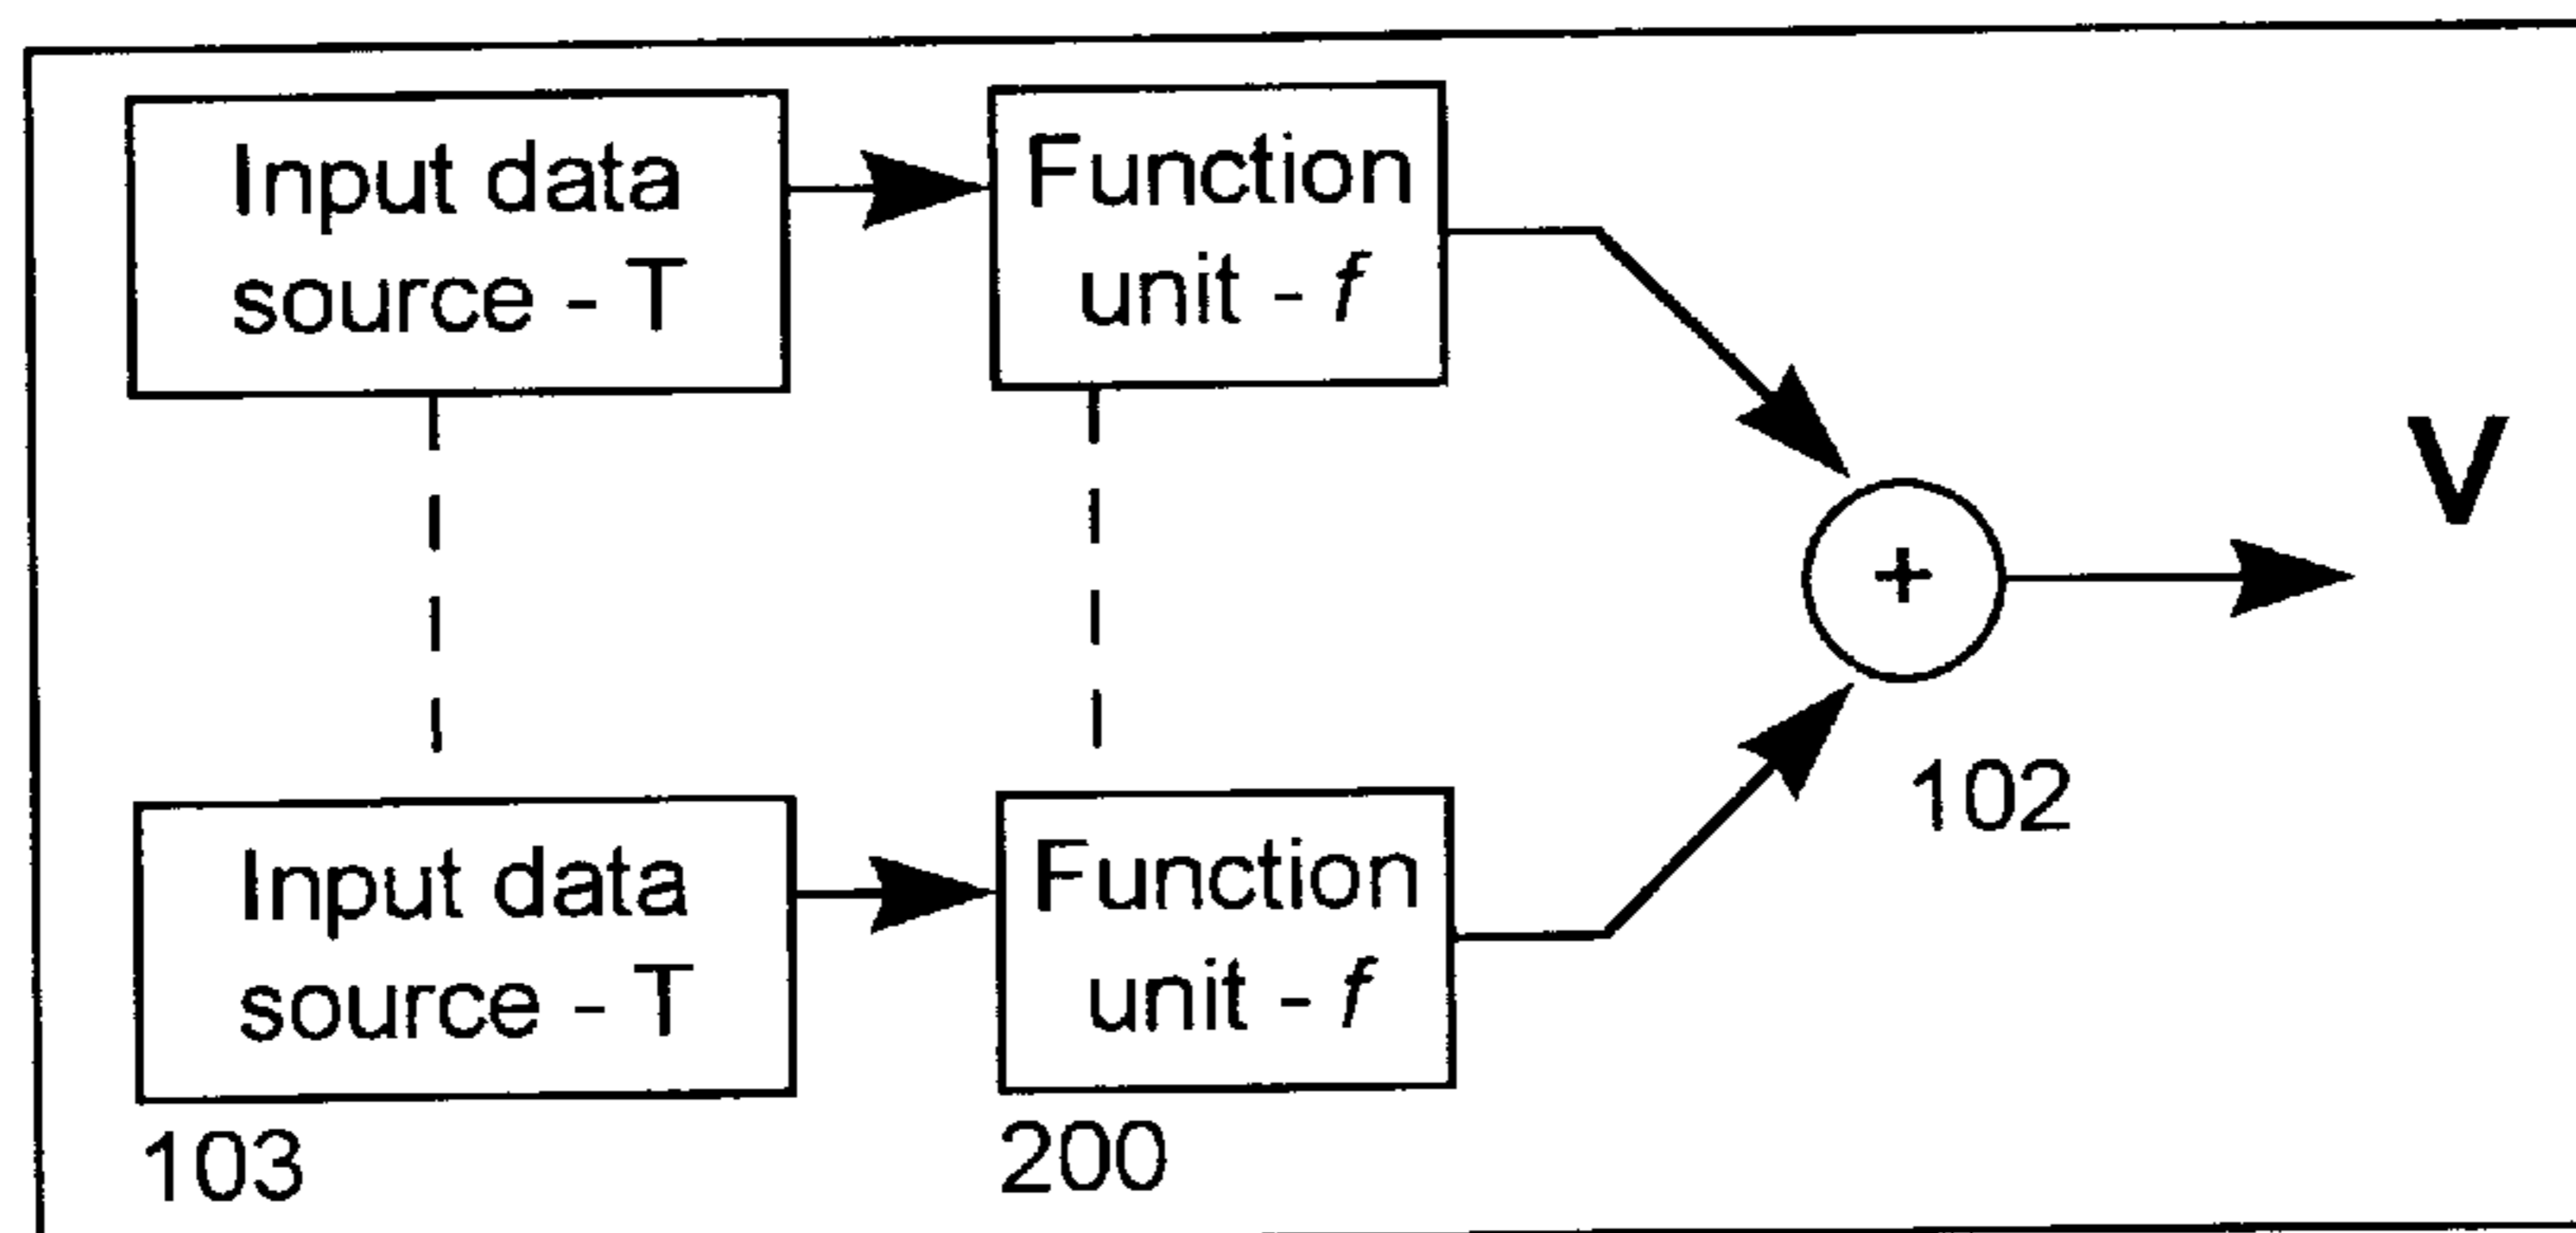 Input data
source - T
Function
unit - f
+
V
102
Input data
source - T
Function
unit - f
103
200